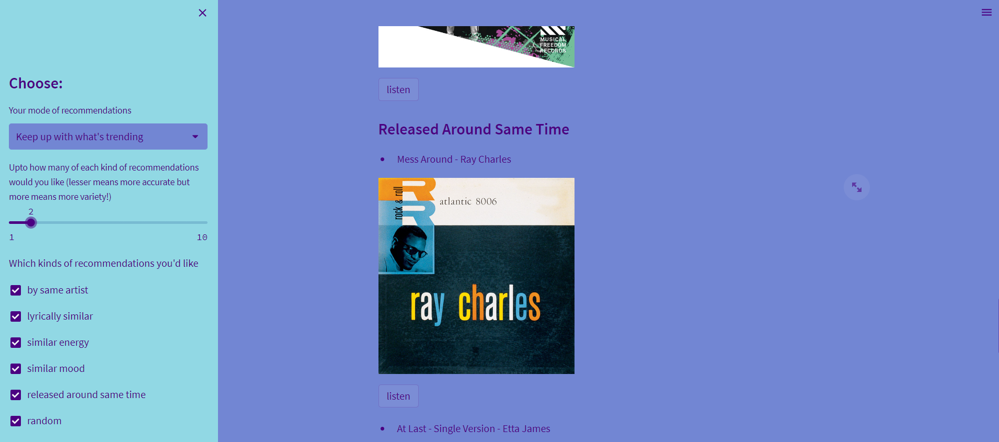 Choose:
Your mode of recommendations
Keep up with what's trending
Upto how many of each kind of recommendations
would you like (lesser means more accurate but
more means more variety!)
2
1 10
Which kinds of recommendations you'd like
by same artist
lyrically similar
similar energy
similar mood
released around same time
random
MUSICAL
FREEDOM
RECORDS
listen
Released Around Same Time
Mess Around - Ray Charles
RR
rock & roll
atlantic 8006
ray charles
listen
At Last - Single Version - Etta James